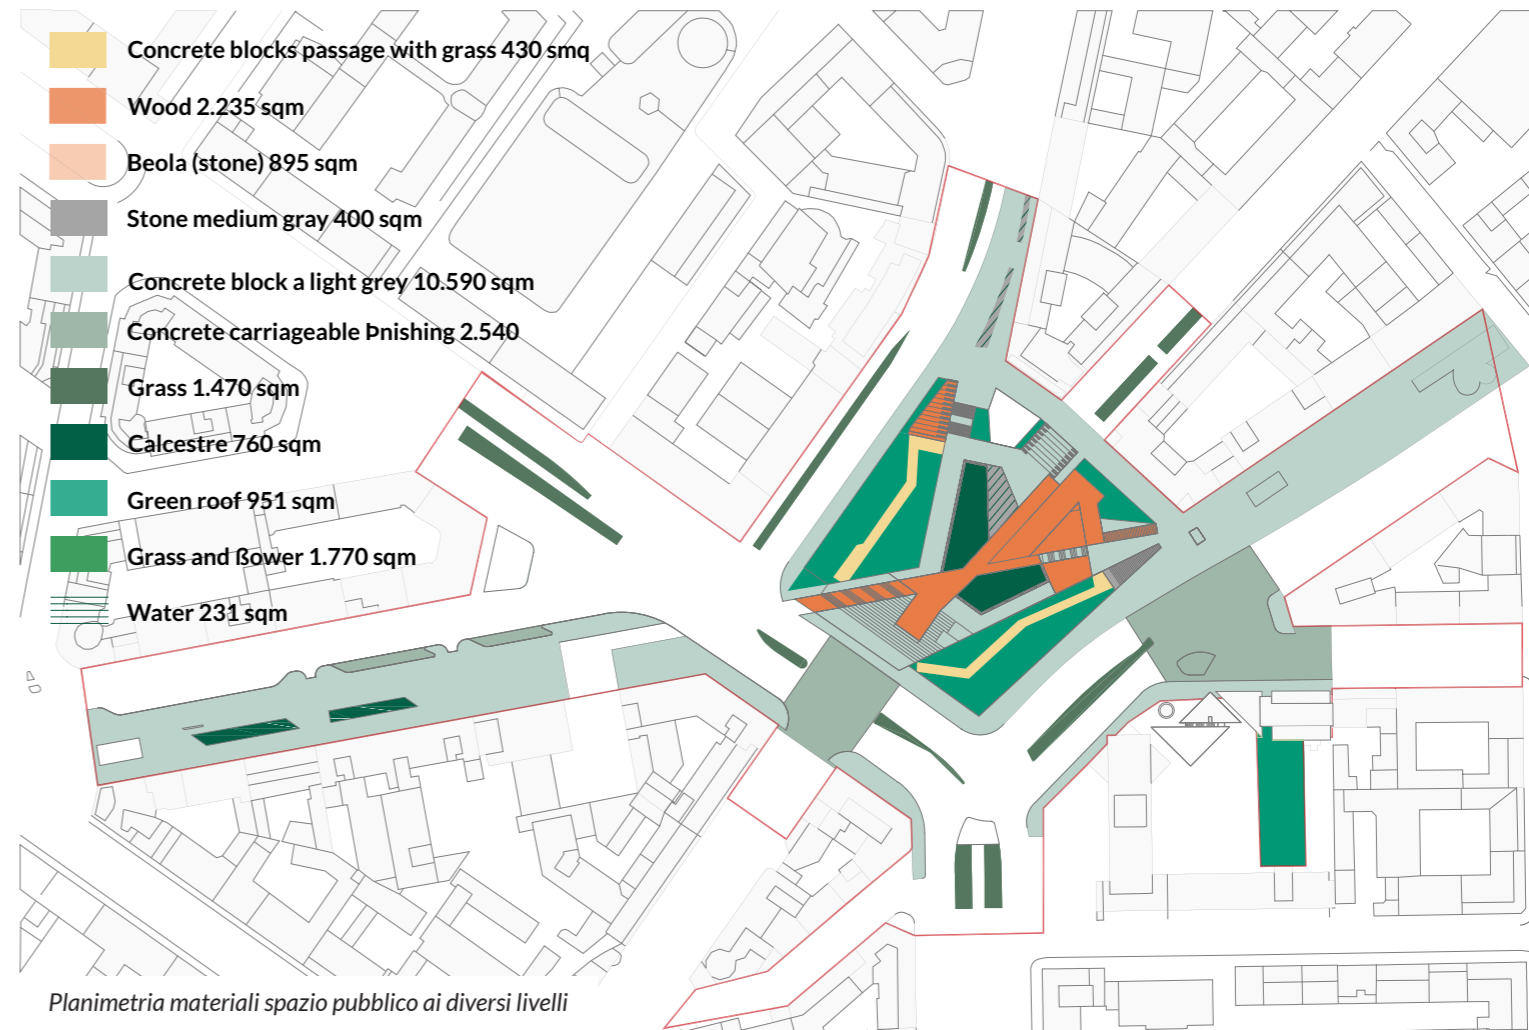 Concrete blocks passage with grass 430 smq
Wood 2.235 sqm
Beola (stone) 895 sqm
Stone medium gray 400 sqm
Concrete block a light grey 10.590 sqm
Concrete carriageable Þnishing 2.540
Grass 1.470 sqm
Calcestre 760 sqm
Green roof 951 sqm
Grass and ßower 1.770 sqm
Water 231 sqm
Planimetria materiali spazio pubblico ai diversi livelli